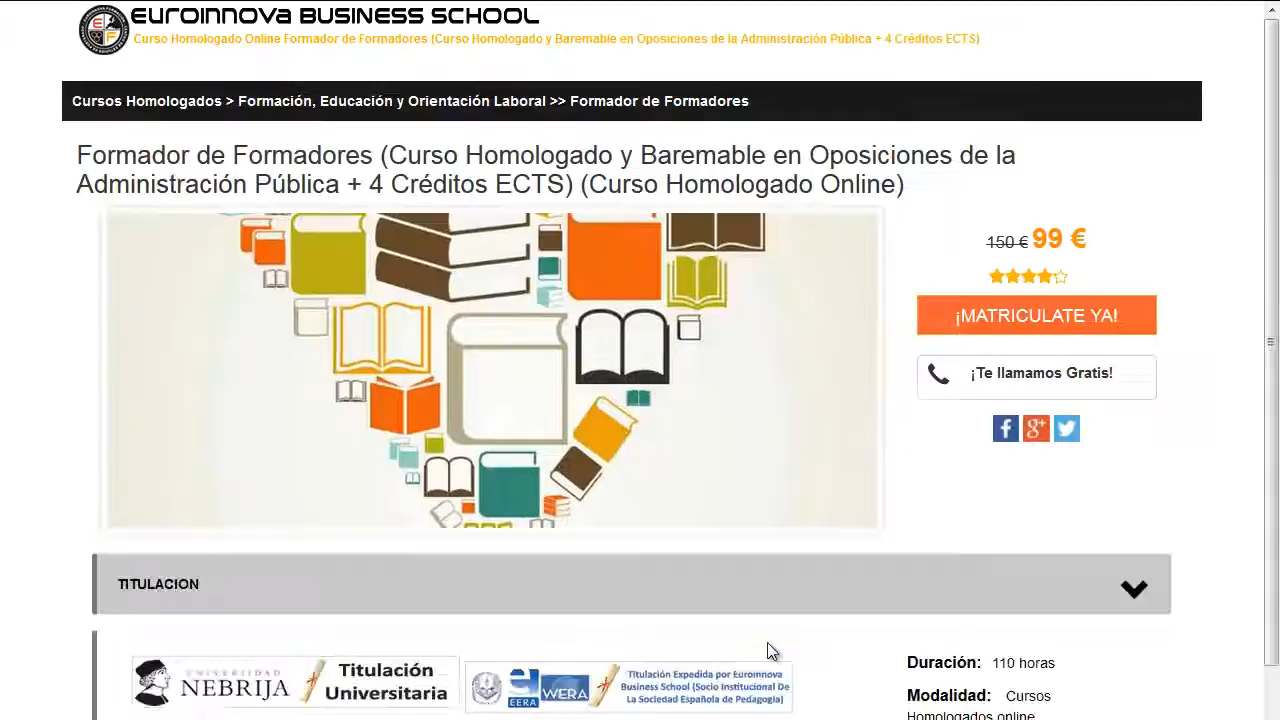 EUROINNOVA BUSINESS SCHOOL
Curso Homologado Online Formador de Formadores (Curso Homologado y Baremable en Oposiciones de la Administración Pública + 4 Créditos ECTS)
Cursos Homologados > Formación, Educación y Orientación Laboral >> Formador de Formadores
Formador de Formadores (Curso Homologado y Baremable en Oposiciones de la
Administración Pública + 4 Créditos ECTS) (Curso Homologado Online)
150 € 99 €
¡MATRICULATE YA!
¡Te llamamos Gratis!
TITULACION
UNIVERSIDAD
NEBRIJA
Titulación
Universitaria
EERA
WERA
Titulación Expedida por Euroinnova
Business School (Socio Institucional De
La Sociedad Española de Pedagogía)
Duración: 110 horas
Modalidad: Cursos
Homologados online